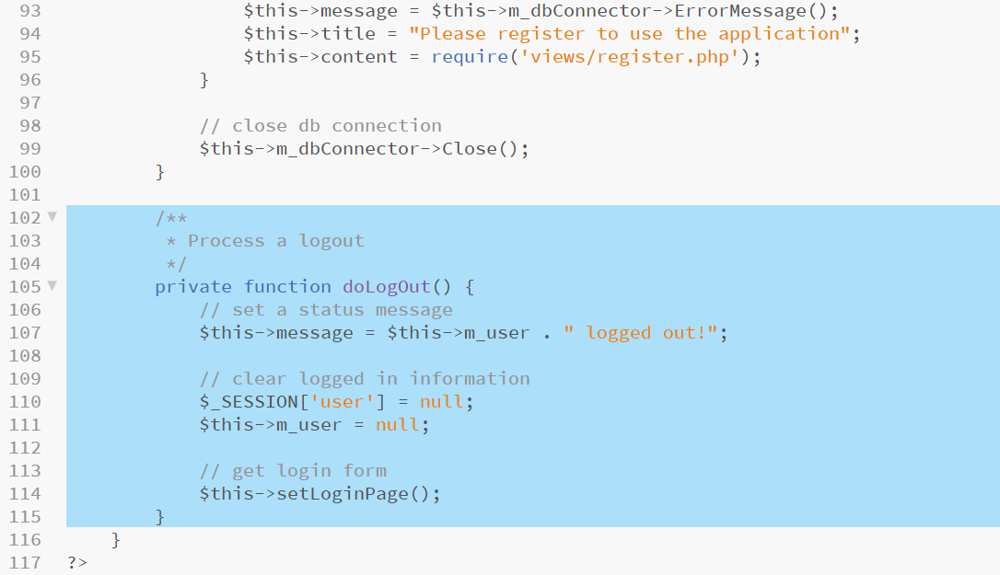 93                 $this->message = $this->m_dbConnector->ErrorMessage();
94                 $this->title = "Please register to use the application";
95                 $this->content = require('views/register.php');
96             }
97
98             // close db connection
99             $this->m_dbConnector->Close();
100         }
101
102         /**
103          * Process a logout
104          */
105         private function doLogOut() {
106             // set a status message
107             $this->message = $this->m_user . " logged out!";
108
109             // clear logged in information
110             $_SESSION['user'] = null;
111             $this->m_user = null;
112
113             // get login form
114             $this->setLoginPage();
115         }
116     }
117 ?>